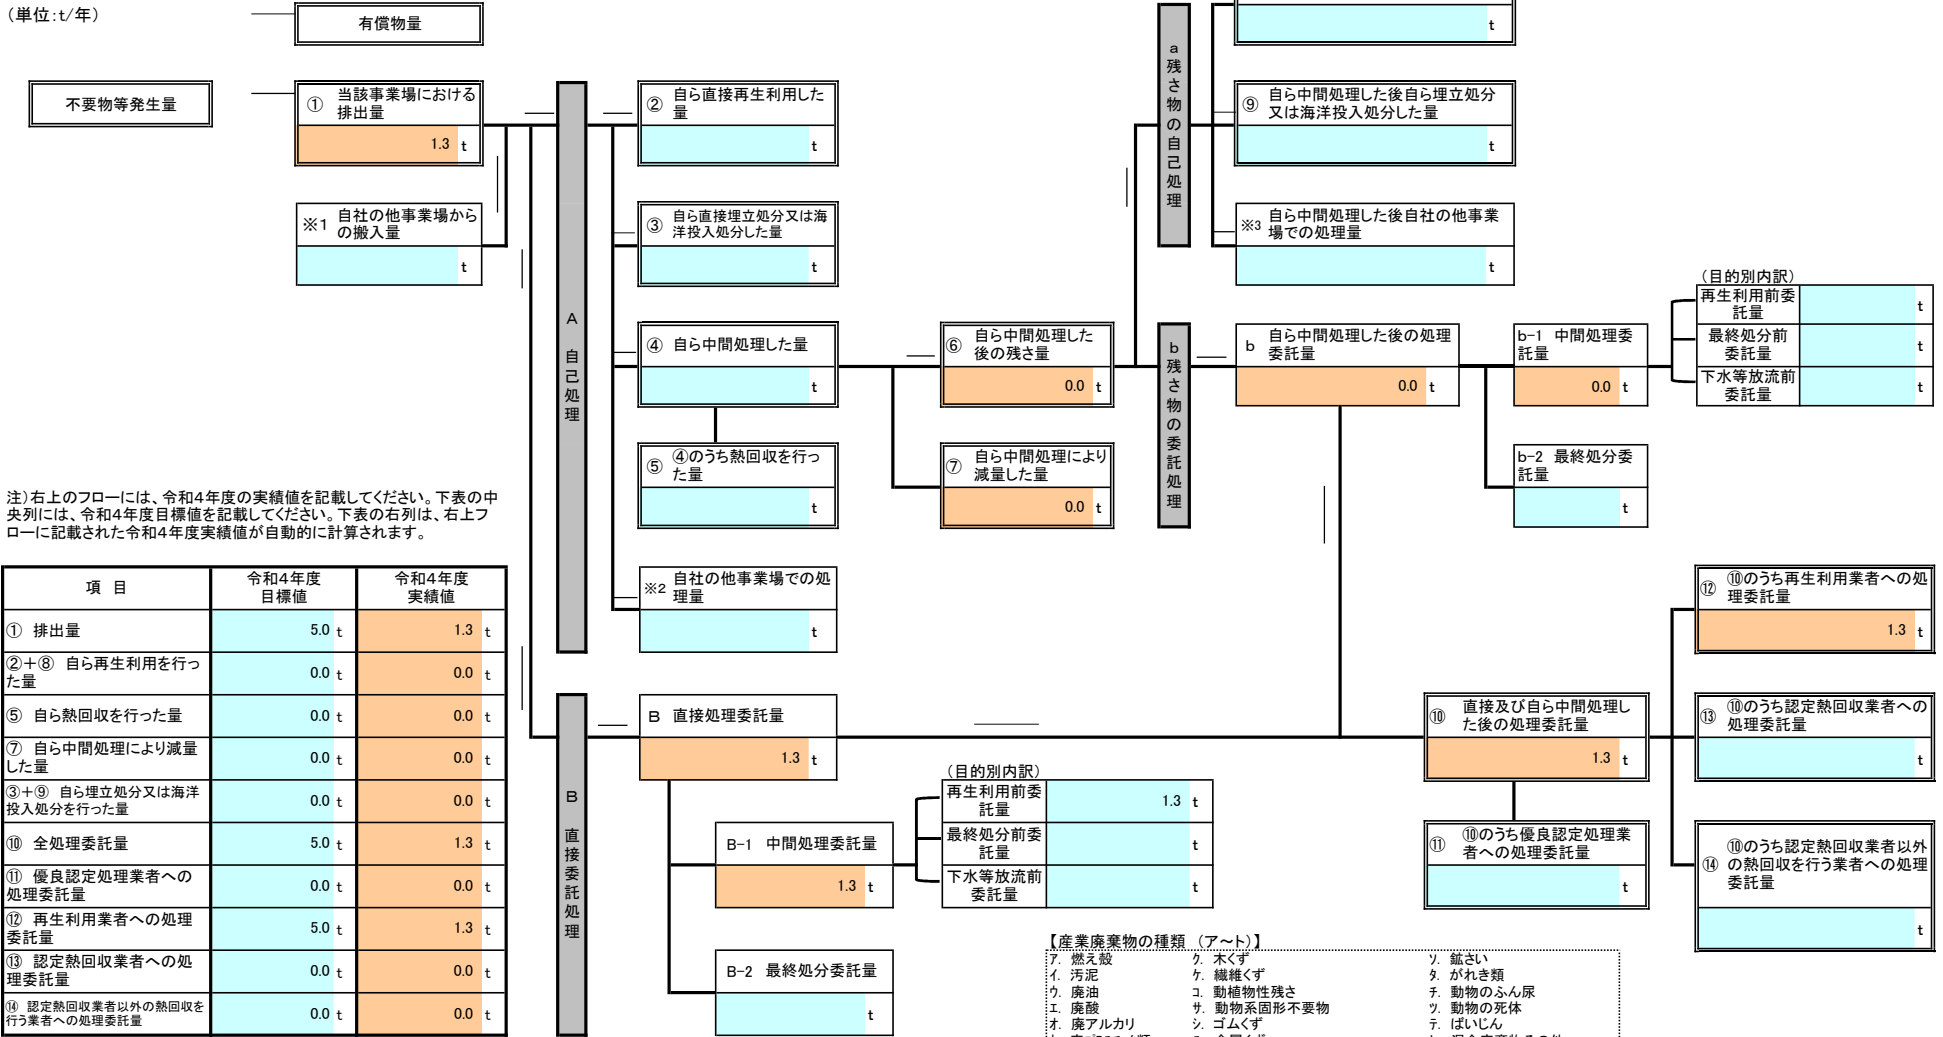 （単位:t/年）
有償物量
不要物等発生量
① 当該事業場における
排出量
1.3 t
※1 自社の他事業場から
の搬入量
t
A 自己処理
② 自ら直接再生利用した
量
t
③ 自ら直接埋立処分又は海
洋投入処分した量
t
④ 自ら中間処理した量
t
⑤ ④のうち熱回収を行っ
た量
t
※2 自社の他事業場での処
理量
t
⑥ 自ら中間処理した
後の残さ量
0.0 t
⑦ 自ら中間処理により
減量した量
0.0 t
a 残さ物の自己処理
t
⑨ 自ら中間処理した後自ら埋立処分
又は海洋投入処分した量
t
※3 自ら中間処理した後自社の他事業
場での処理量
t
b 残さ物の委託処理
b 自ら中間処理した後の処理
委託量
0.0 t
b-1 中間処理委
託量
0.0 t
（目的別内訳）
再生利用前委
託量
t
最終処分前
委託量
t
下水等放流前
委託量
t
b-2 最終処分委
託量
t
注）右上のフローには、令和4年度の実績値を記載してください。下表の中
央列には、令和4年度目標値を記載してください。下表の右列は、右上フ
ローに記載された令和4年度実績値が自動的に計算されます。
項 目 令和4年度
目標値 令和4年度
実績値
① 排出量 5.0 t 1.3 t
②＋⑧ 自ら再生利用を行っ
た量 0.0 t 0.0 t
⑤ 自ら熱回収を行った量 0.0 t 0.0 t
⑦ 自ら中間処理により減量
した量 0.0 t 0.0 t
③＋⑨ 自ら埋立処分又は海洋
投入処分を行った量 0.0 t 0.0 t
⑩ 全処理委託量 5.0 t 1.3 t
⑪ 優良認定処理業者への
処理委託量 0.0 t 0.0 t
⑫ 再生利用業者への処理
委託量 5.0 t 1.3 t
⑬ 認定熱回収業者への処
理委託量 0.0 t 0.0 t
⑭ 認定熱回収業者以外の熱回収を
行う業者への処理委託量 0.0 t 0.0 t
B 直接委託処理
B 直接処理委託量
1.3 t
B-1 中間処理委託量
1.3 t
（目的別内訳）
再生利用前委
託量
1.3 t
最終処分前委
託量
t
下水等放流前
委託量
t
B-2 最終処分委託量
t
⑩ 直接及び自ら中間処理し
た後の処理委託量
1.3 t
⑪ ⑩のうち優良認定処理業
者への処理委託量
t
⑫ ⑩のうち再生利用業者への処
理委託量
1.3 t
⑬ ⑩のうち認定熱回収業者への
処理委託量
t
⑭ ⑩のうち認定熱回収業者以外
の熱回収を行う業者への処理
委託量
t
【産業廃棄物の種類 （ア～ト）】
ア. 燃え殻 ク. 木くず ソ. 鉱さい
イ. 汚泥 ケ. 繊維くず タ. がれき類
ウ. 廃油 コ. 動植物性残さ チ. 動物のふん尿
エ. 廃酸 サ. 動物系固形不要物 ツ. 動物の死体
オ. 廃アルカリ シ. ゴムくず テ. ばいじん